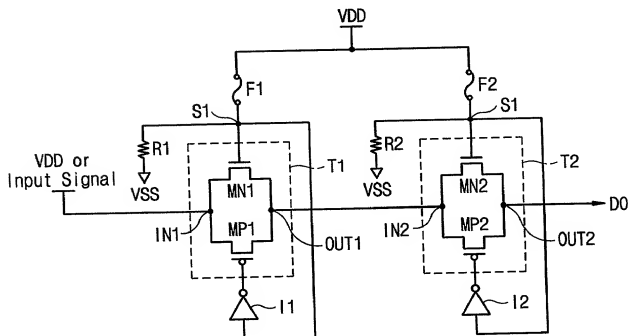 VDD
F1
F2
S1
S1
R1
R2
VDD or
Input Signal
VSS
VSS
T1
T2
MN1
MN2
MP1
MP2
IN1
OUT1
IN2
OUT2
DO
I1
I2